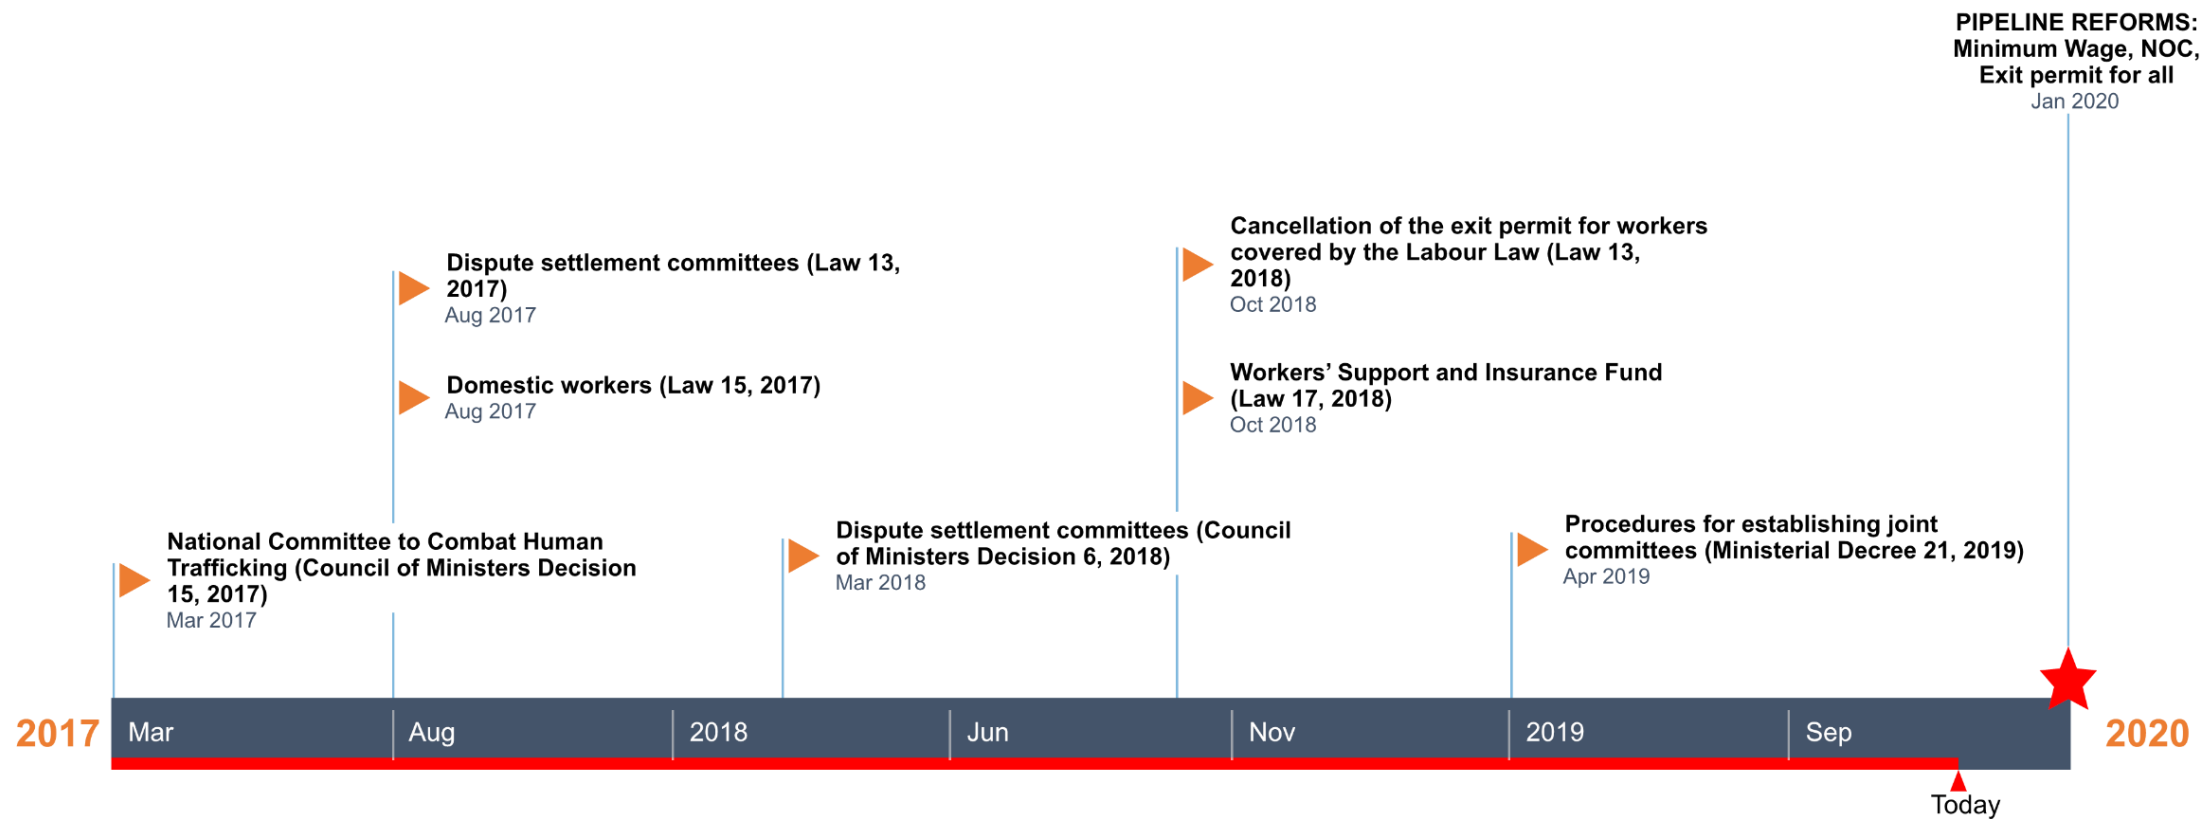 PIPELINE REFORMS:
Minimum Wage, NOC,
Exit permit for all
Jan 2020
Cancellation of the exit permit for workers
covered by the Labour Law (Law 13,
2018)
Oct 2018
Dispute settlement committees (Law 13,
2017)
Aug 2017
Workers’ Support and Insurance Fund
(Law 17, 2018)
Oct 2018
Domestic workers (Law 15, 2017)
Aug 2017
National Committee to Combat Human
Trafficking (Council of Ministers Decision
15, 2017)
Mar 2017
Dispute settlement committees (Council
of Ministers Decision 6, 2018)
Mar 2018
Procedures for establishing joint
committees (Ministerial Decree 21, 2019)
Apr 2019
2017 Mar Aug 2018 Jun Nov 2019 Sep 2020
Today